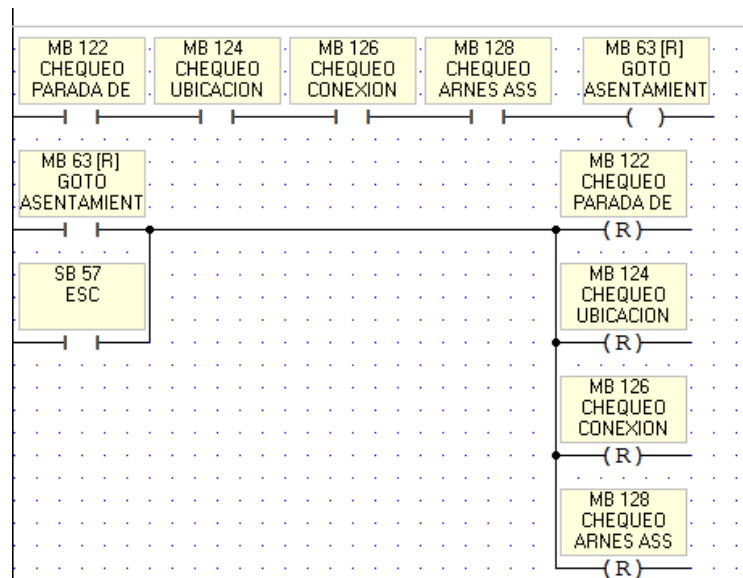 MB 122
CHEQUEO
PARADA DE
MB 124
CHEQUEO
UBICACION
MB 126
CHEQUEO
CONEXION
MB 128
CHEQUEO
ARNES ASS
MB 63 [R]
GOTO
ASENTAMIENT
( )
MB 63 [R]
GOTO
ASENTAMIENT
MB 122
CHEQUEO
PARADA DE
(R)
SB 57
ESC
MB 124
CHEQUEO
UBICACION
(R)
MB 126
CHEQUEO
CONEXION
(R)
MB 128
CHEQUEO
ARNES ASS
(R)